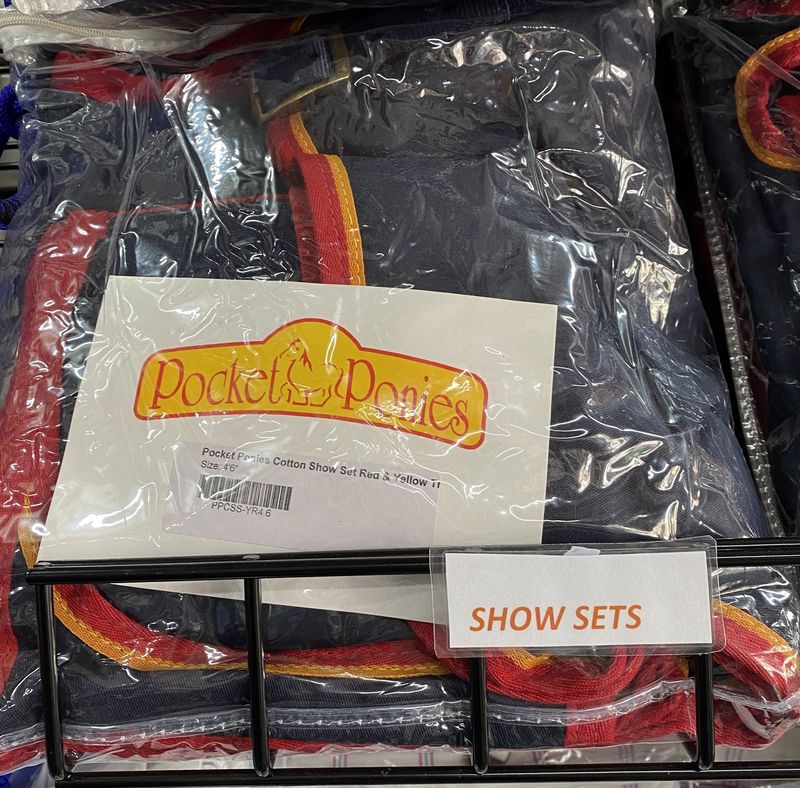 Pocket Ponies
Pocket Ponies Cotton Show Set Red & Yellow
Size: 4'6"
PPCSS-YR4.6
SHOW SETS